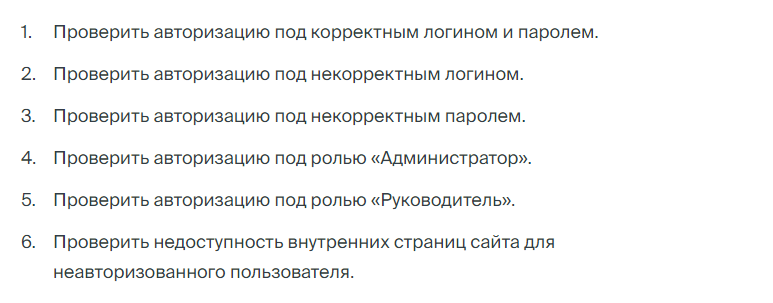 1. Проверить авторизацию под корректным логином и паролем.
2. Проверить авторизацию под некорректным логином.
3. Проверить авторизацию под некорректным паролем.
4. Проверить авторизацию под ролью «Администратор».
5. Проверить авторизацию под ролью «Руководитель».
6. Проверить недоступность внутренних страниц сайта для
неавторизованного пользователя.